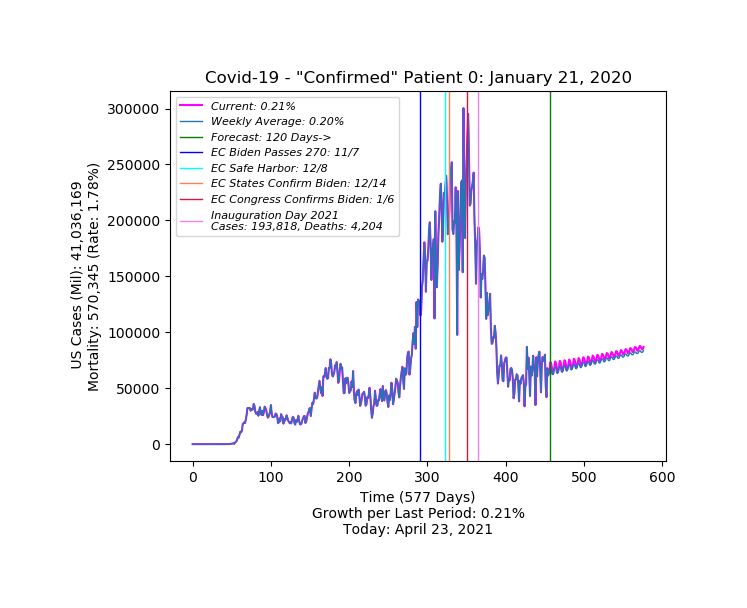 Covid-19 - "Confirmed" Patient 0: January 21, 2020
Current: 0.21%
Weekly Average: 0.20%
Forecast: 120 Days->
EC Biden Passes 270: 11/7
EC Safe Harbor: 12/8
EC States Confirm Biden: 12/14
EC Congress Confirms Biden: 1/6
Inauguration Day 2021
Cases: 193,818, Deaths: 4,204
US Cases (Mil): 41,036,169
Mortality: 570,345 (Rate: 1.78%)
300000
250000
200000
150000
100000
50000
0
0 100 200 300 400 500 600
Time (577 Days)
Growth per Last Period: 0.21%
Today: April 23, 2021